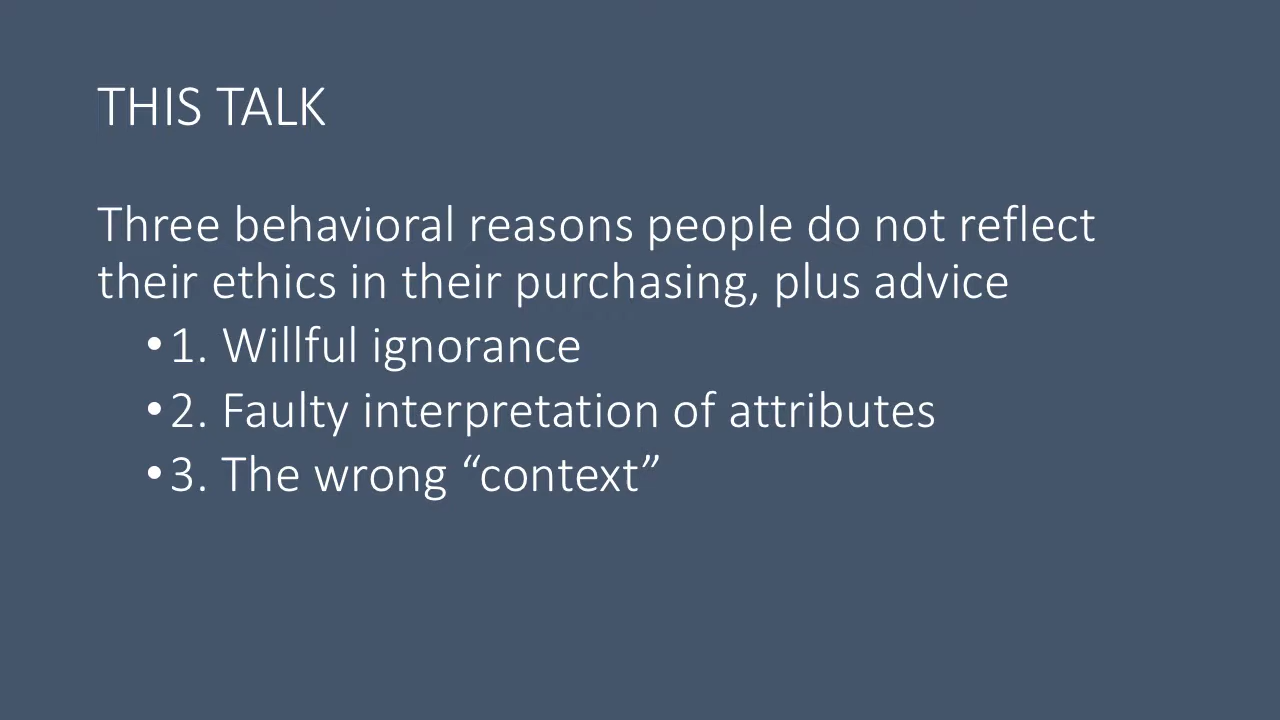 THIS TALK
Three behavioral reasons people do not reflect
their ethics in their purchasing, plus advice
•1. Willful ignorance
•2. Faulty interpretation of attributes
•3. The wrong “context”